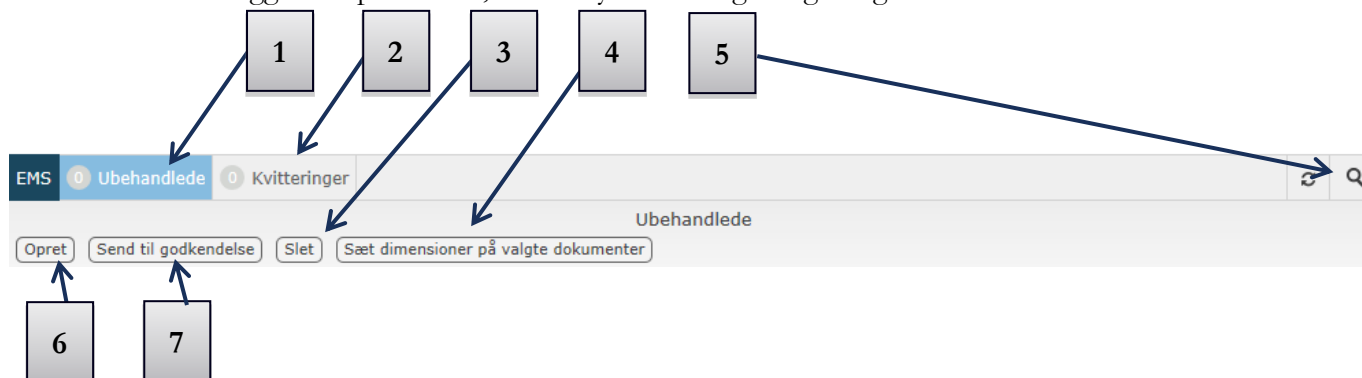 1 2 3 4 5
EMS 0 Ubehandlede 0 Kvitteringer
Ubehandlede
Opret Send til godkendelse Slet Sæt dimensioner på valgte dokumenter
6 7